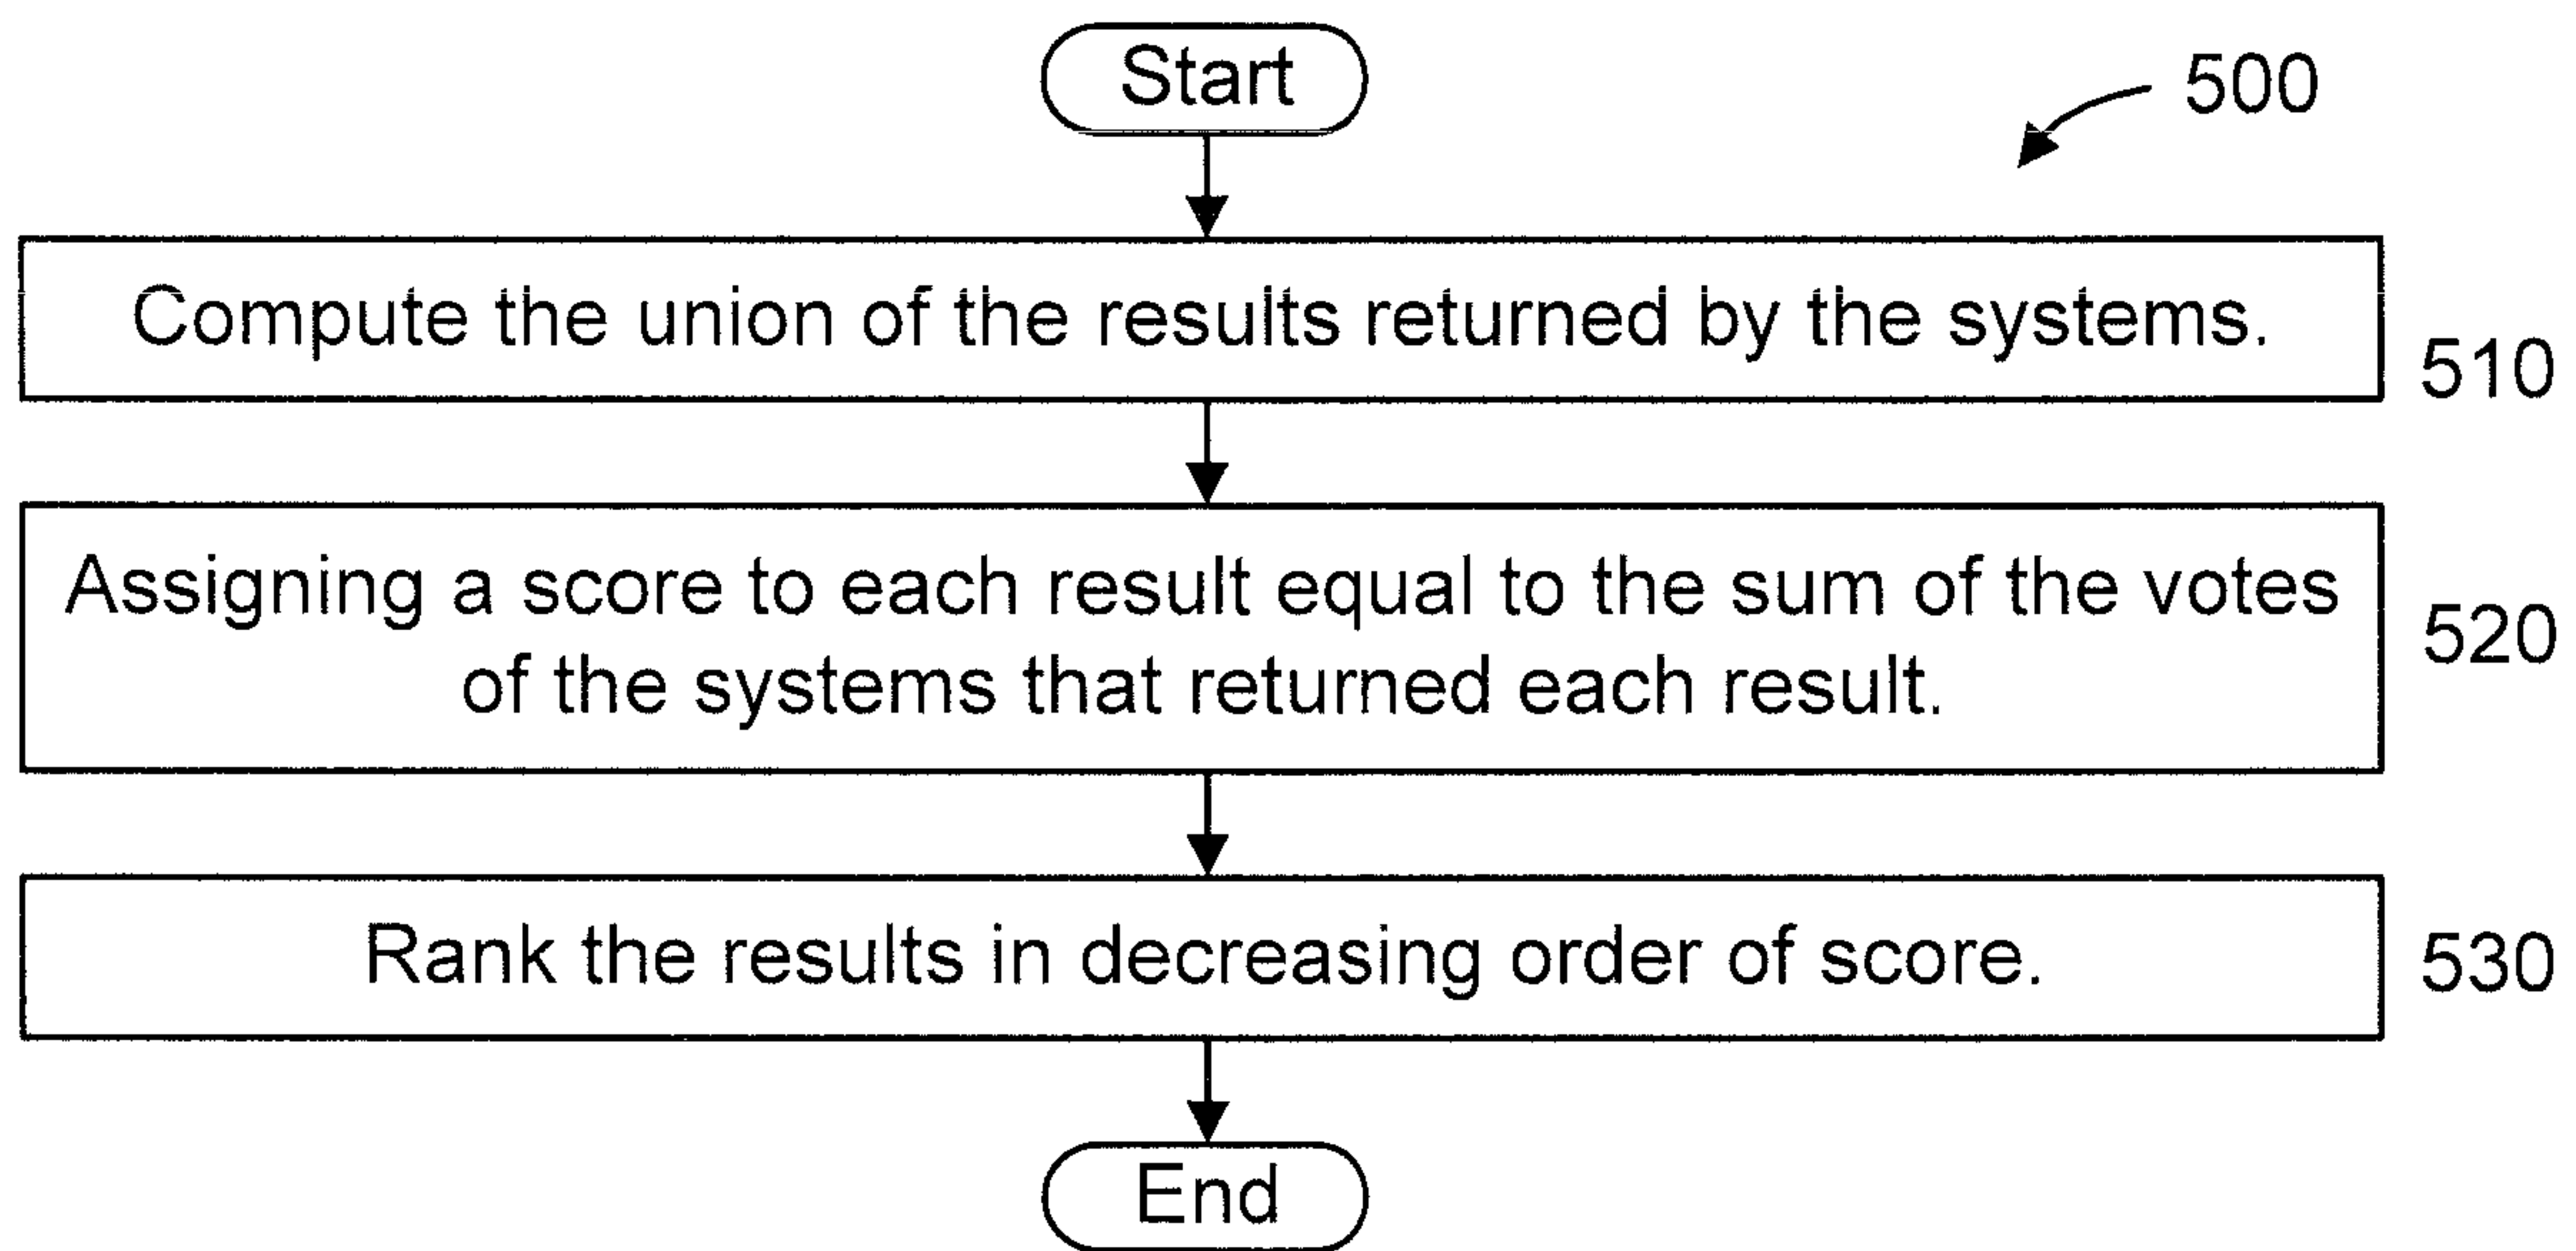 Start
500
Compute the union of the results returned by the systems.
510
Assigning a score to each result equal to the sum of the votes
of the systems that returned each result.
520
Rank the results in decreasing order of score.
530
End